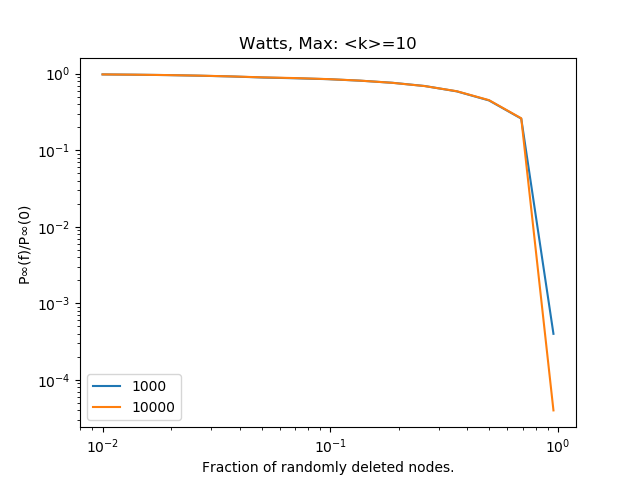 Watts, Max: <k>=10
P∞(f)/P∞(0)
10⁰
10⁻¹
10⁻²
10⁻³
10⁻⁴
1000
10000
10⁻² 10⁻¹ 10⁰
Fraction of randomly deleted nodes.